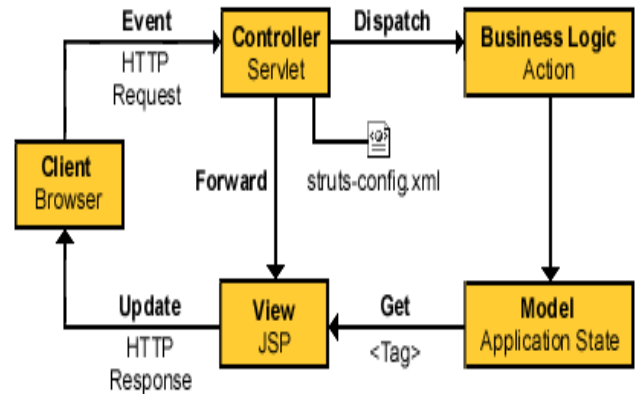 Event
HTTP
Request
Controller
Servlet
Dispatch
Business Logic
Action
Client
Browser
Forward
struts-config.xml
Update
HTTP
Response
View
JSP
Get
<Tag>
Model
Application State